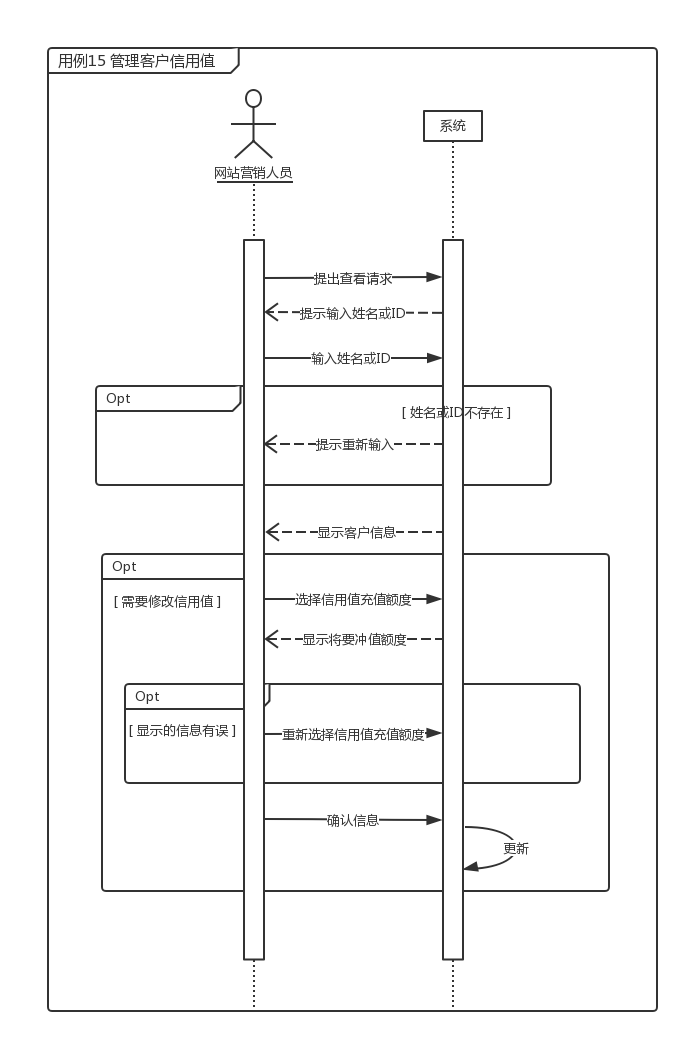 用例15 管理客户信用值
系统
网站营销人员
提出查看请求
提示输入姓名或ID
输入姓名或ID
Opt
[ 姓名或ID不存在 ]
提示重新输入
显示客户信息
Opt
[ 需要修改信用值 ]
选择信用值充值额度
显示将要冲值额度
Opt
[ 显示的信息有误 ]
重新选择信用值充值额度
确认信息
更新